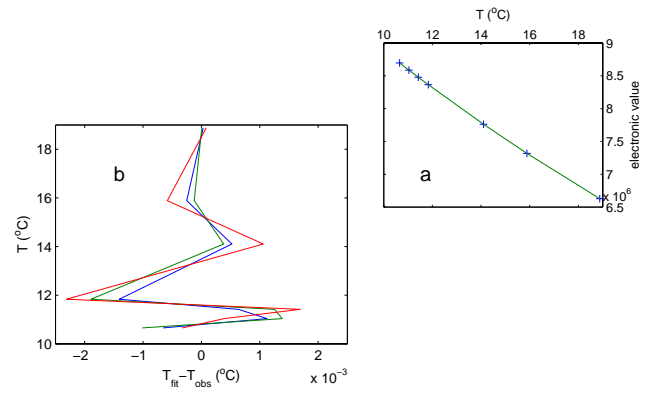 T (°C)
10 12 14 16 18
9
8.5
8
7.5
7
6.5
x 10⁶
electronic value
a
18
16
14
12
10
T (°C)
b
−2 −1 0 1 2
x 10⁻³
T_fit−T_obs (°C)